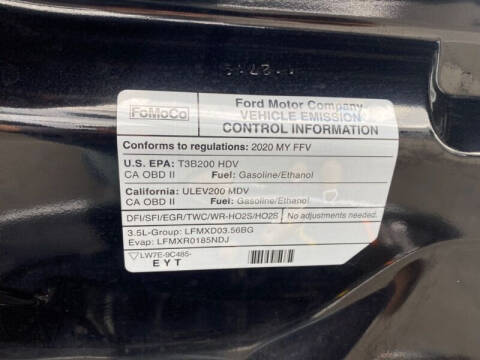 FoMoCo
Ford Motor Company
VEHICLE EMISSION
CONTROL INFORMATION
Conforms to regulations: 2020 MY FFV
U.S. EPA: T3B200 HDV
CA OBD II Fuel: Gasoline/Ethanol
California: ULEV200 MDV
CA OBD II Fuel: Gasoline/Ethanol
DFI/SFI/EGR/TWC/WR-HO2S/HO2S No adjustments needed.
3.5L-Group: LFMXD03.56BG
Evap: LFMXR0185NDJ
LW7E-9C485-
EYT